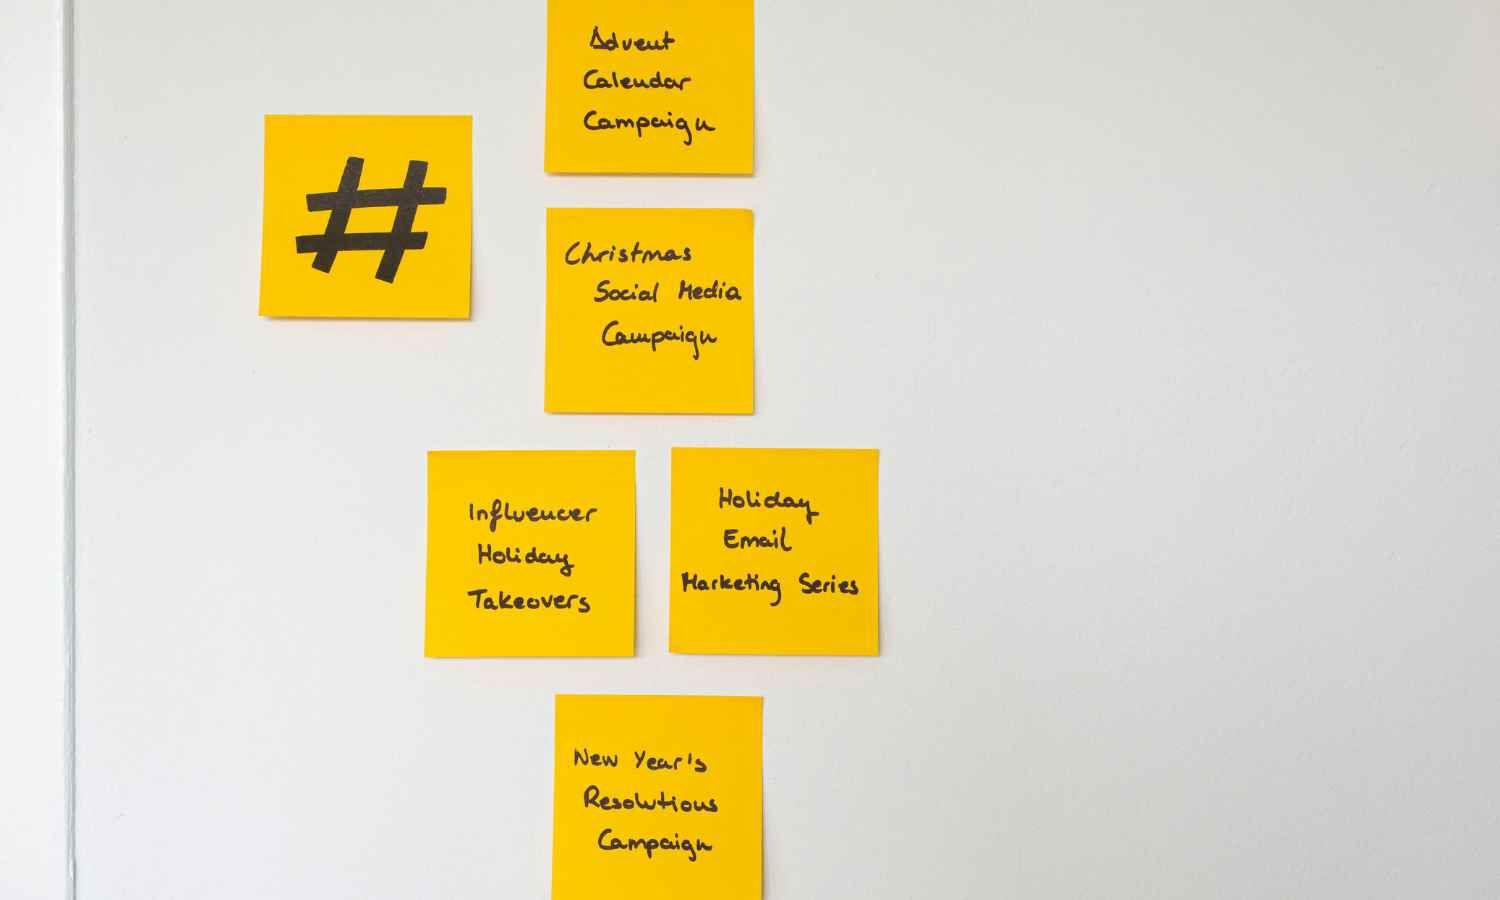 Advent
Calendar
Campaign
#
Christmas
Social Media
Campaign
Influencer
Holiday
Takeovers
Holiday
Email
Marketing Series
New Year's
Resolutions
Campaign